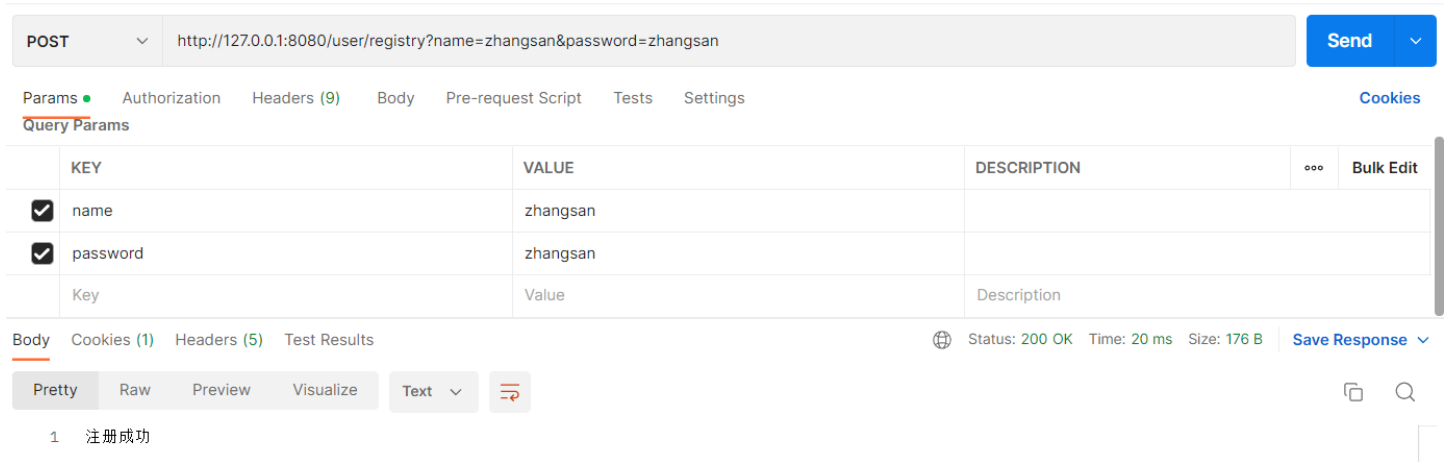 POST http://127.0.0.1:8080/user/registry?name=zhangsan&password=zhangsan Send
Params Authorization Headers (9) Body Pre-request Script Tests Settings Cookies
Query Params
KEY VALUE DESCRIPTION Bulk Edit
name zhangsan
password zhangsan
Key Value Description
Body Cookies (1) Headers (5) Test Results Status: 200 OK Time: 20 ms Size: 176 B Save Response
Pretty Raw Preview Visualize Text
1 注册成功